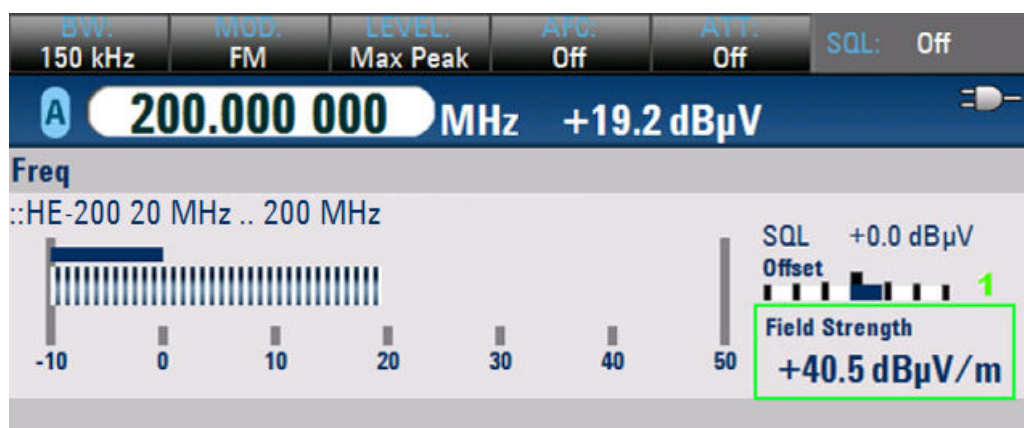 BW: MOD: LEVEL: AFC: ATT: SQL: Off
150 kHz FM Max Peak Off Off
A 200.000 000 MHz +19.2 dBµV
Freq
::HE-200 20 MHz .. 200 MHz
SQL +0.0 dBµV
Offset
1
Field Strength
+40.5 dBµV/m
-10 0 10 20 30 40 50